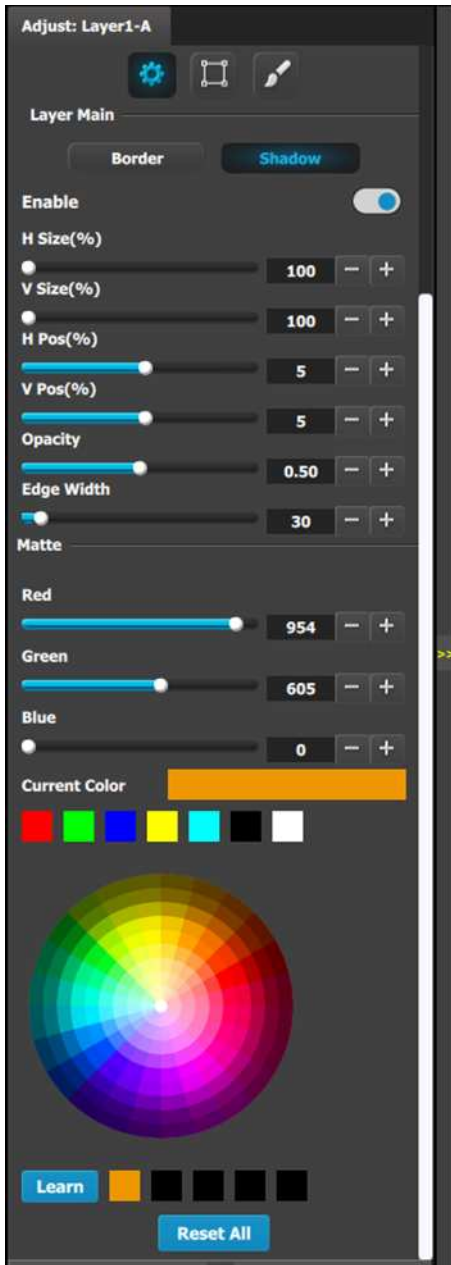 Adjust: Layer1-A
Layer Main
Border Shadow
Enable
H Size(%)
100 − +
V Size(%)
100 − +
H Pos(%)
5 − +
V Pos(%)
5 − +
Opacity
0.50 − +
Edge Width
30 − +
Matte
Red
954 − +
Green
605 − +
>>
Blue
0 − +
Current Color
Learn
Reset All